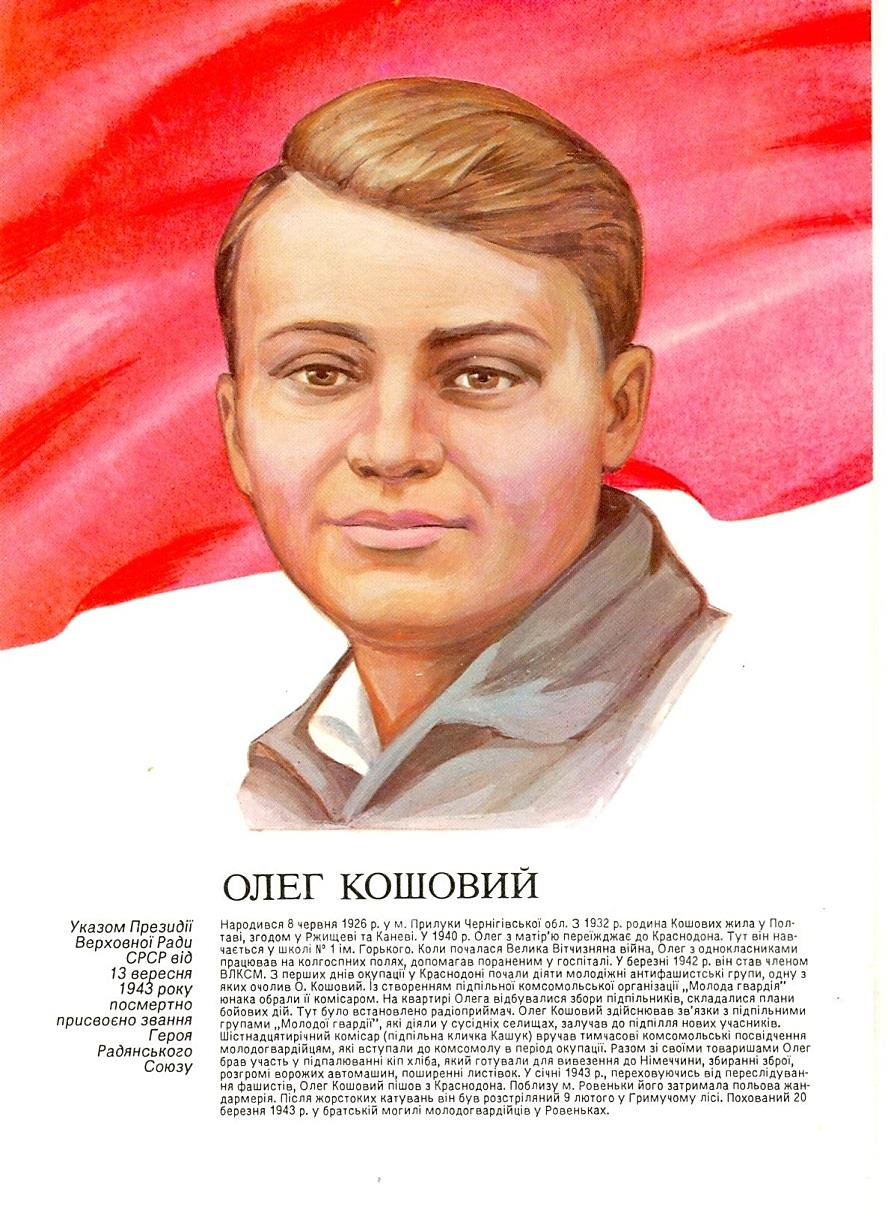 ОЛЕГ КОШОВИЙ
Указом Президії
Верховної Ради
СРСР від
13 вересня
1943 року
посмертно
присвоєно звання
Героя
Радянського
Союзу
Народився 8 червня 1926 р. у м. Прилуки Чернігівської обл. З 1932 р. родина Кошових жила у Пол-
таві, згодом у Ржищеві та Каневі. У 1940 р. Олег з матір’ю переїжджає до Краснодона. Тут він нав-
чається у школі № 1 ім. Горького. Коли почалася Велика Вітчизняна війна, Олег з однокласниками
працював на колгоспних полях, допомагав пораненим у госпіталі. У березні 1942 р. він став членом
ВЛКСМ. З перших днів окупації у Краснодоні почали діяти молодіжні антифашистські групи, одну з
яких очолив О. Кошовий. Із створенням підпільної комсомольської організації „Молода гвардія”
юнака обрали її комісаром. На квартирі Олега відбувалися збори підпільників, складалися плани
бойових дій. Тут було встановлено радіоприймач. Олег Кошовий здійснював зв’язки з підпільними
групами „Молодої гвардії”, які діяли у сусідніх селищах, залучав до підпілля нових учасників.
Шістнадцятирічний комісар (підпільна кличка Кашук) вручав тимчасові комсомольські посвідчення
молодогвардійцям, які вступали до комсомолу в період окупації. Разом зі своїми товаришами Олег
брав участь у підпалюванні кіп хліба, який готували для вивезення до Німеччини, збиранні зброї,
розгромі ворожих автомашин, поширенні листівок. У січні 1943 р., переховуючись від переслідуван-
ня фашистів, Олег Кошовий пішов з Краснодона. Поблизу м. Ровеньки його затримала польова жан-
дармерія. Після жорстоких катувань він був розстріляний 9 лютого у Гримучому лісі. Похований 20
березня 1943 р. у братській могилі молодогвардійців у Ровеньках.